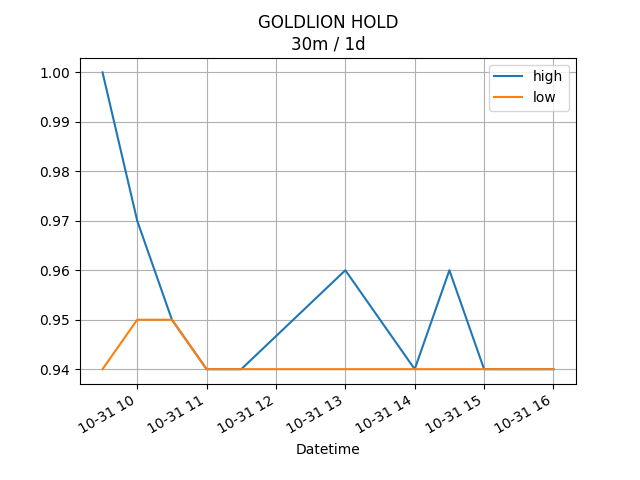 GOLDLION HOLD
30m / 1d
high
low
1.00
0.99
0.98
0.97
0.96
0.95
0.94
10-31 10
10-31 11
10-31 12
10-31 13
10-31 14
10-31 15
10-31 16
Datetime